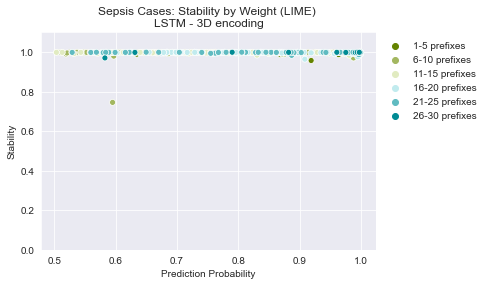 Sepsis Cases: Stability by Weight (LIME)
LSTM - 3D encoding
1-5 prefixes
6-10 prefixes
11-15 prefixes
16-20 prefixes
21-25 prefixes
26-30 prefixes
Stability
1.0
0.8
0.6
0.4
0.2
0.0
0.5 0.6 0.7 0.8 0.9 1.0
Prediction Probability